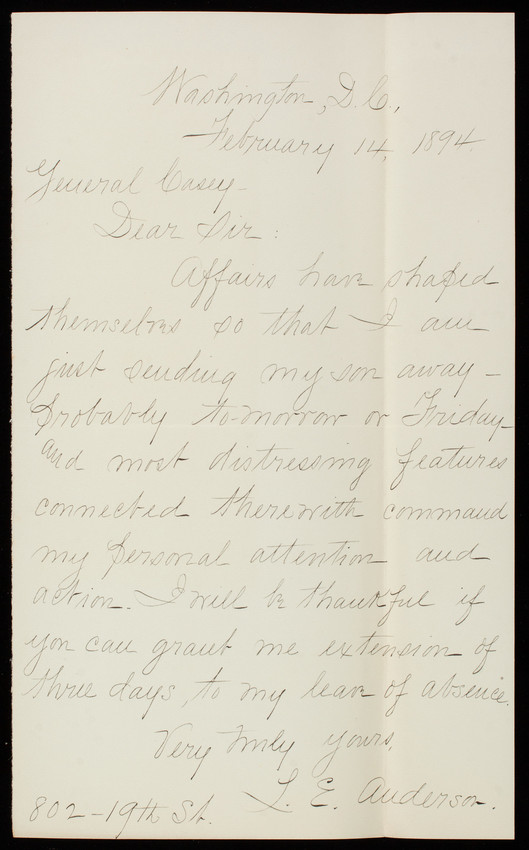 Washington, D.C.,
February 14, 1894.
General Casey -
Dear Sir:
Affairs have shaped
themselves so that I am
just sending my son away -
probably to-morrow or Friday -
and most distressing features
connected therewith command
my personal attention and
action. I will be thankful if
you can grant me extension of
three days, to my leave of absence.
Very truly yours,
L. E. Anderson.
802 - 19th St.